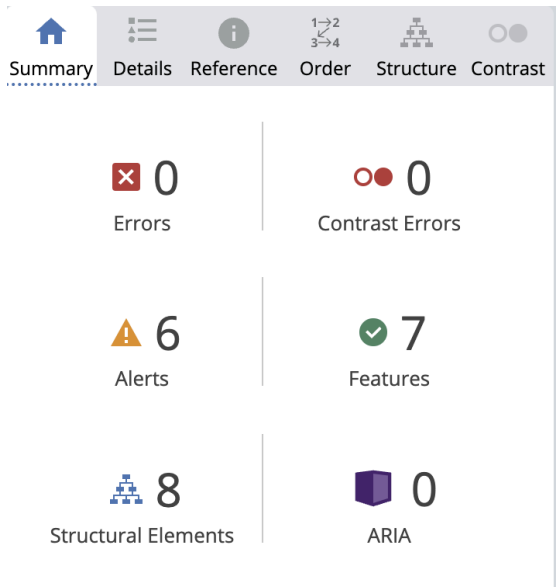 1 2
3 4
Summary Details Reference Order Structure Contrast
0 0
Errors Contrast Errors
6 7
Alerts Features
8 0
Structural Elements ARIA